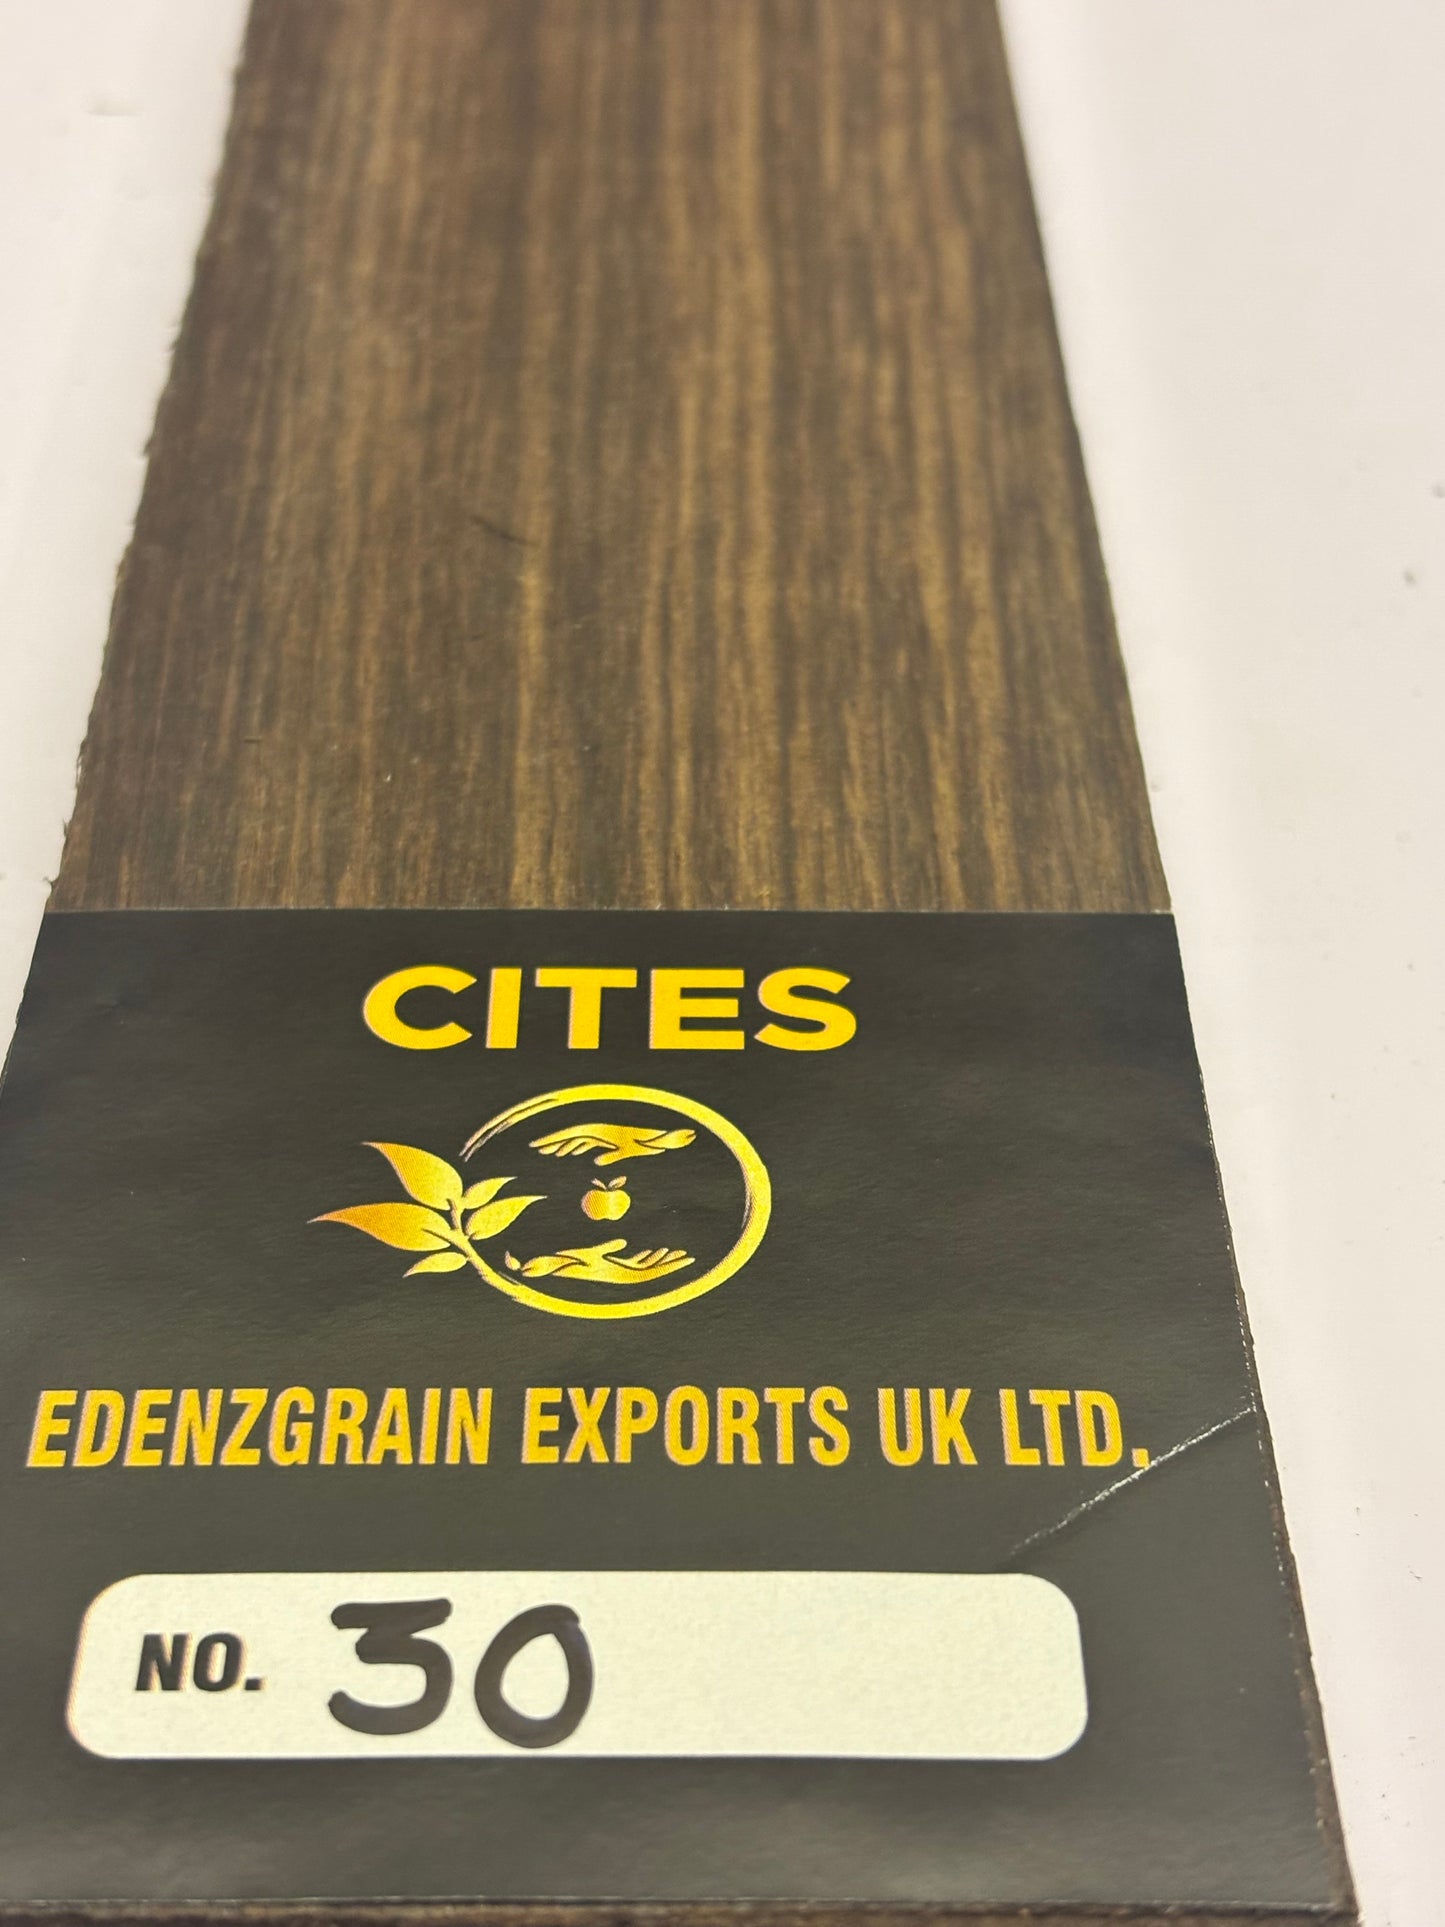 CITES
EDENZGRAIN EXPORTS UK LTD.
NO. 30